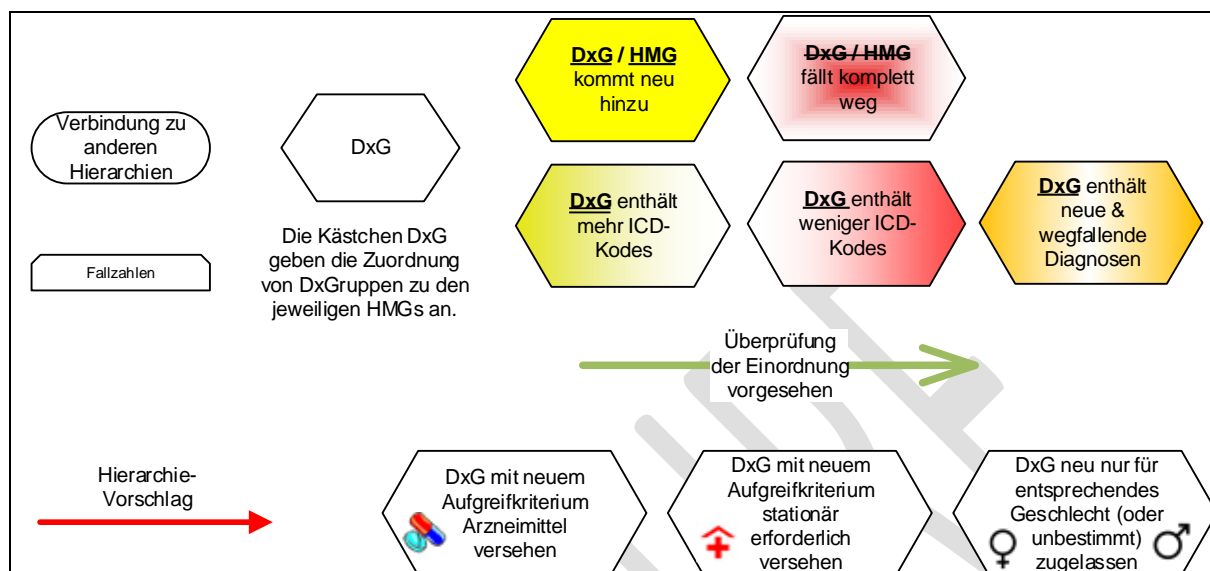 DxG / HMG
kommt neu
hinzu
DxG / HMG
fällt komplett
weg
Verbindung zu
anderen
Hierarchien
DxG
DxG enthält
mehr ICD-
Kodes
DxG enthält
weniger ICD-
Kodes
DxG enthält
neue &
wegfallende
Diagnosen
Fallzahlen
Die Kästchen DxG
geben die Zuordnung
von DxGruppen zu den
jeweiligen HMGs an.
Überprüfung
der Einordnung
vorgesehen
Hierarchie-
Vorschlag
DxG mit neuem
Aufgreifkriterium
Arzneimittel
versehen
DxG mit neuem
Aufgreifkriterium
stationär
erforderlich
versehen
DxG neu nur für
entsprechendes
Geschlecht (oder
unbestimmt)
zugelassen